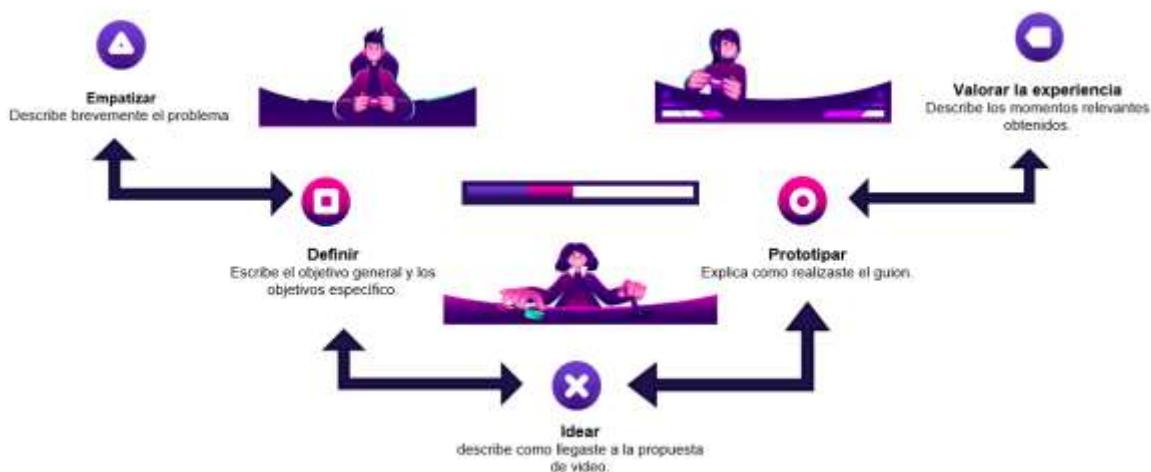 Empatizar
Describe brevemente el problema
Valorar la experiencia
Describe los momentos relevantes
obtenidos.
Definir
Escribe el objetivo general y los
objetivos específico.
Prototipar
Explica como realizaste el guion.
Idear
describe como llegaste a la propuesta
de video.